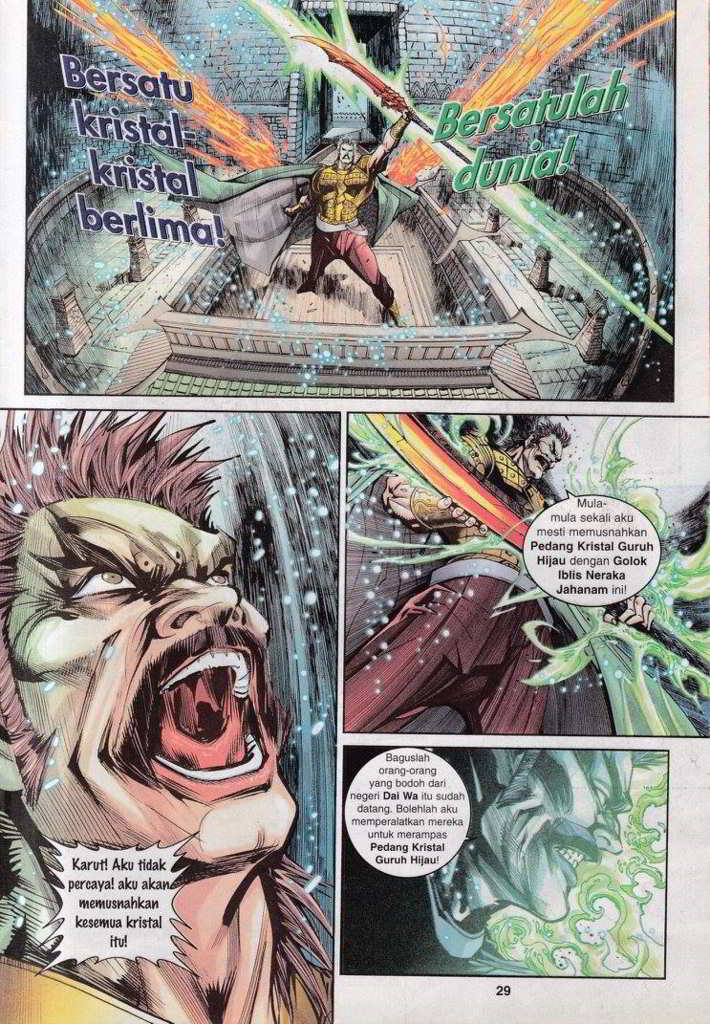 Bersatu
kristal-
kristal
berlima!
Bersatulah
dunia!
Karut! Aku tidak
percaya! aku akan
memusnahkan
kesemua kristal
itu!
Mula-
mula sekali aku
mesti memusnahkan
Pedang Kristal Guruh
Hijau dengan Golok
Iblis Neraka
Jahanam ini!
Baguslah
orang-orang
yang bodoh dari
negeri Dai Wa itu sudah
datang. Bolehlah aku
memperalatkan mereka
untuk merampas
Pedang Kristal
Guruh Hijau!
29